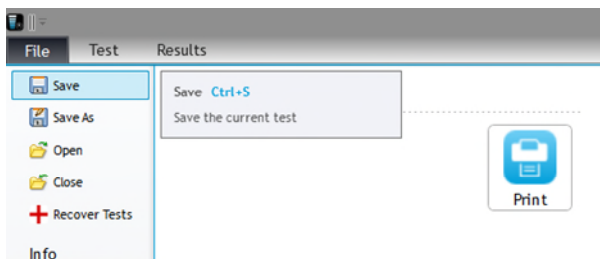 File Test Results
Save
Save As
Open
Close
Recover Tests
Info
Save Ctrl+S
Save the current test
Print